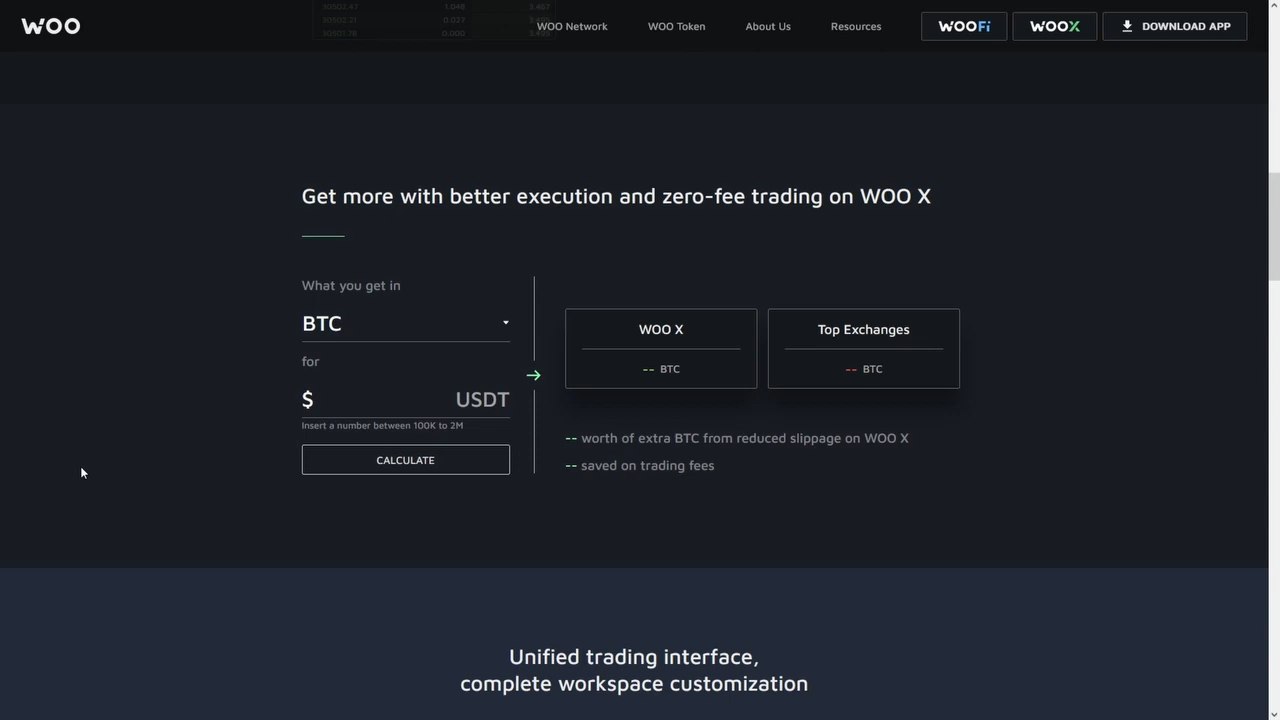 WOO
WOO Network
WOO Token
About Us
Resources
WOOFi
WOOX
DOWNLOAD APP
Get more with better execution and zero-fee trading on WOO X
What you get in
BTC
for
$ USDT
Insert a number between 100K to 2M
CALCULATE
WOO X
-- BTC
Top Exchanges
-- BTC
-- worth of extra BTC from reduced slippage on WOO X
-- saved on trading fees
Unified trading interface,
complete workspace customization